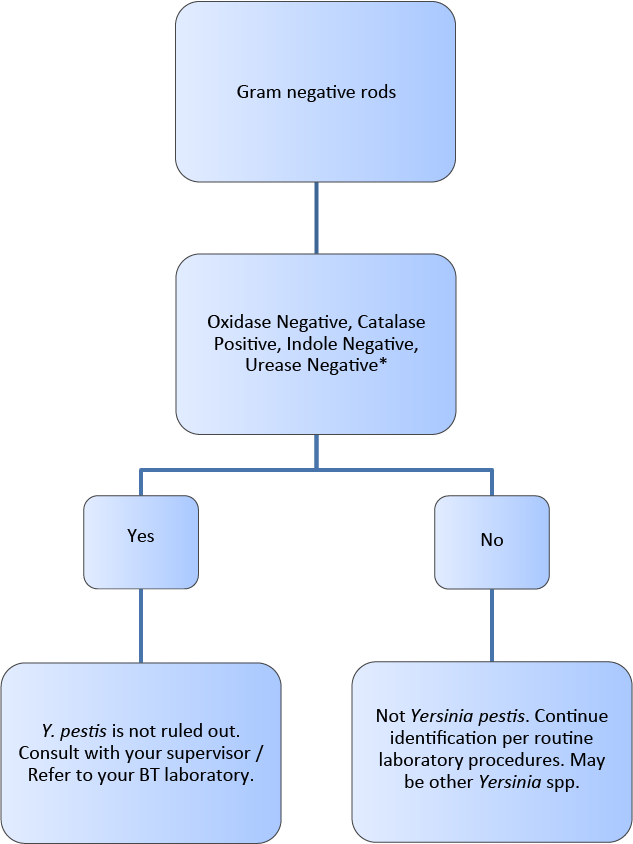 Gram negative rods
Oxidase Negative, Catalase
Positive, Indole Negative,
Urease Negative*
Yes
No
Y. pestis is not ruled out.
Consult with your supervisor /
Refer to your BT laboratory.
Not Yersinia pestis. Continue
identification per routine
laboratory procedures. May
be other Yersinia spp.